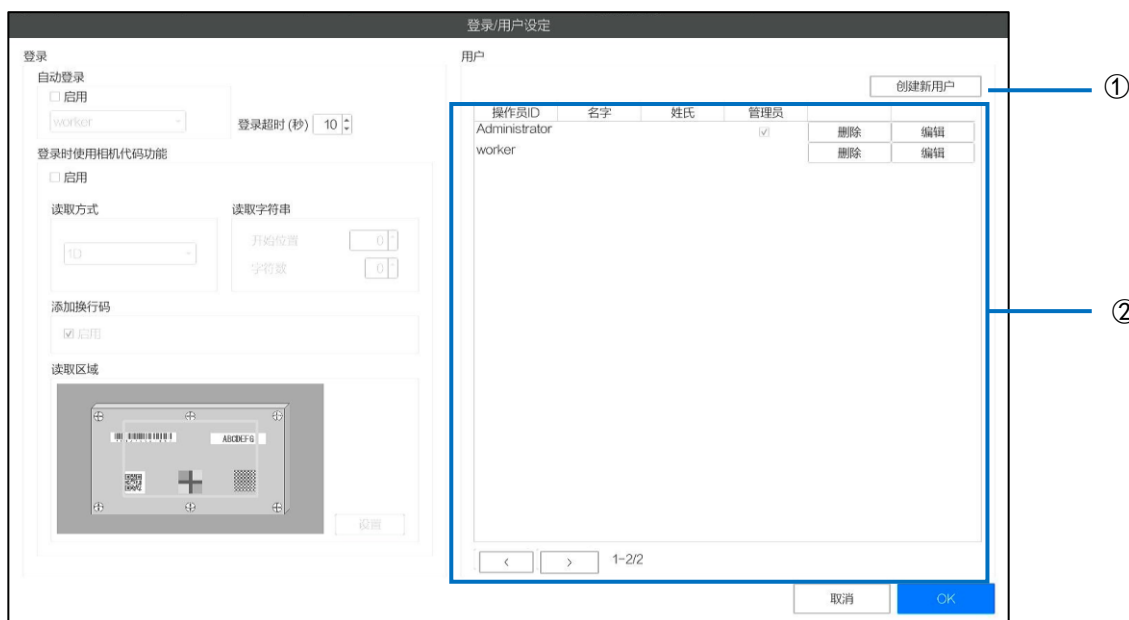 登录/用户设定
登录
自动登录
启用
worker
登录超时 (秒) 10
登录时使用相机代码功能
启用
读取方式
1D
读取字符串
开始位置 0
字符数 0
添加换行码
启用
读取区域
ABCDEFG
设置
用户
创建新用户
操作员ID 名字 姓氏 管理员
Administrator 删除 编辑
worker 删除 编辑
< > 1-2/2
取消 OK
①
②